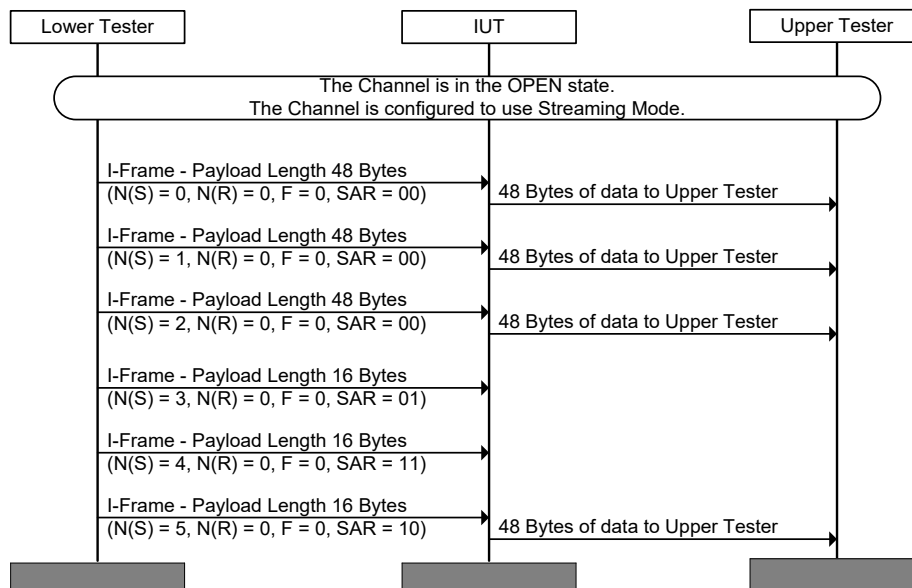 Lower Tester
IUT
Upper Tester
The Channel is in the OPEN state.
The Channel is configured to use Streaming Mode.
I-Frame - Payload Length 48 Bytes
(N(S) = 0, N(R) = 0, F = 0, SAR = 00)
48 Bytes of data to Upper Tester
I-Frame - Payload Length 48 Bytes
(N(S) = 1, N(R) = 0, F = 0, SAR = 00)
48 Bytes of data to Upper Tester
I-Frame - Payload Length 48 Bytes
(N(S) = 2, N(R) = 0, F = 0, SAR = 00)
48 Bytes of data to Upper Tester
I-Frame - Payload Length 16 Bytes
(N(S) = 3, N(R) = 0, F = 0, SAR = 01)
I-Frame - Payload Length 16 Bytes
(N(S) = 4, N(R) = 0, F = 0, SAR = 11)
I-Frame - Payload Length 16 Bytes
(N(S) = 5, N(R) = 0, F = 0, SAR = 10)
48 Bytes of data to Upper Tester